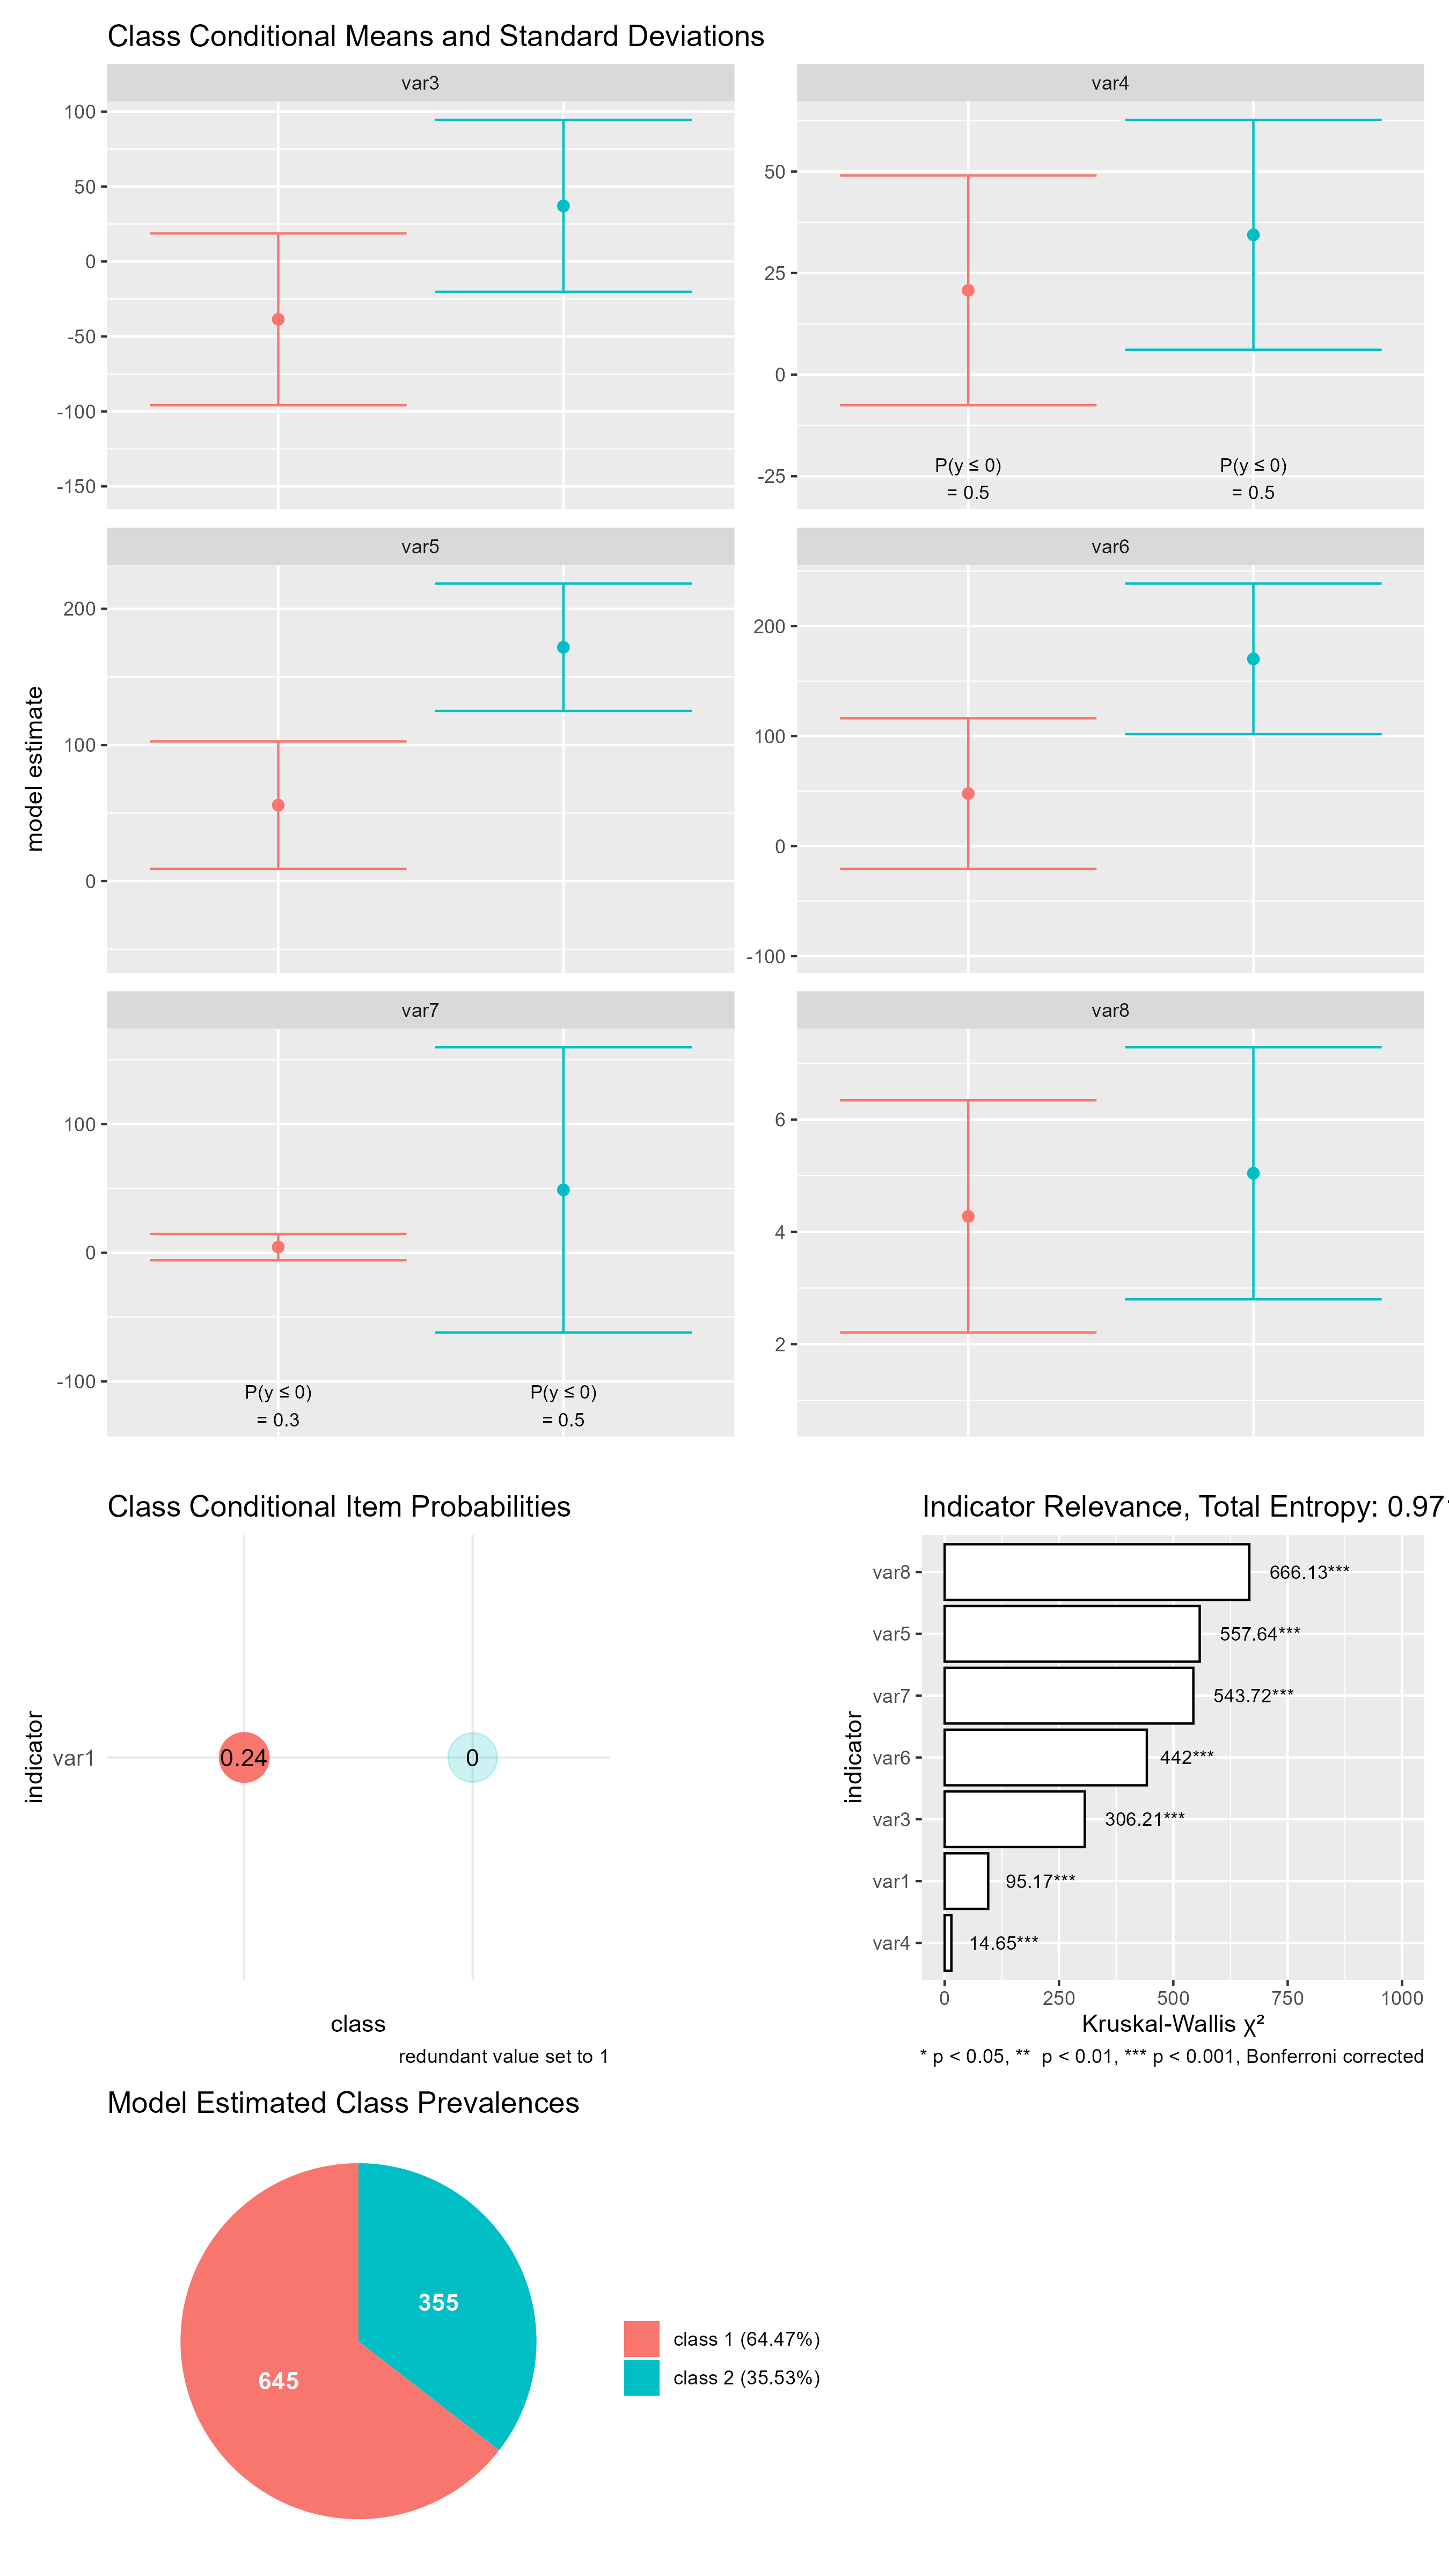 Class Conditional Means and Standard Deviations
var3
var4
100
50
0
-50
-100
-150
50
25
0
-25
P(y ≤ 0)
= 0.5
P(y ≤ 0)
= 0.5
var5
var6
model estimate
200
100
0
200
100
0
-100
var7
var8
100
0
-100
P(y ≤ 0)
= 0.3
P(y ≤ 0)
= 0.5
6
4
2
Class Conditional Item Probabilities
indicator
var1
0.24
0
class
redundant value set to 1
Indicator Relevance, Total Entropy: 0.971
indicator
var8
666.13***
var5
557.64***
var7
543.72***
var6
442***
var3
306.21***
var1
95.17***
var4
14.65***
0
250
500
750
1000
Kruskal-Wallis χ²
* p < 0.05, **  p < 0.01, *** p < 0.001, Bonferroni corrected
Model Estimated Class Prevalences
355
645
class 1 (64.47%)
class 2 (35.53%)